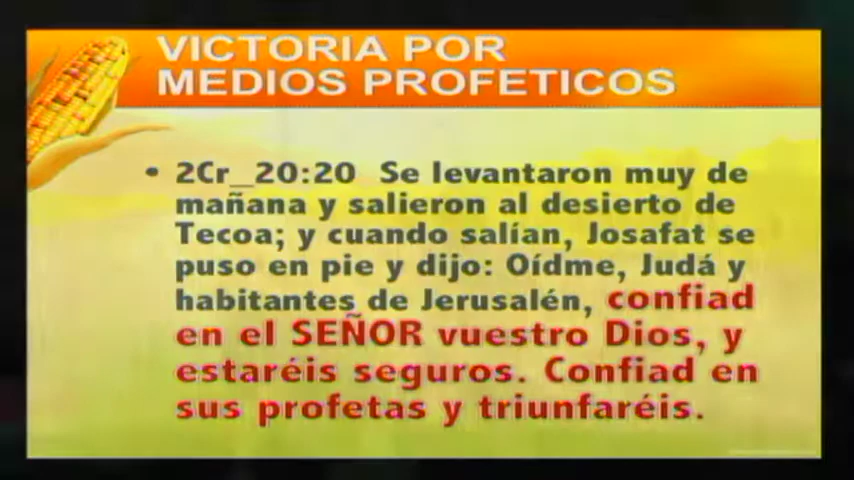 VICTORIA POR
MEDIOS PROFETICOS
• 2Cr_20:20 Se levantaron muy de
mañana y salieron al desierto de
Tecoa; y cuando salían, Josafat se
puso en pie y dijo: Oídme, Judá y
habitantes de Jerusalén, confiad
en el SEÑOR vuestro Dios, y
estaréis seguros. Confiad en
sus profetas y triunfaréis.